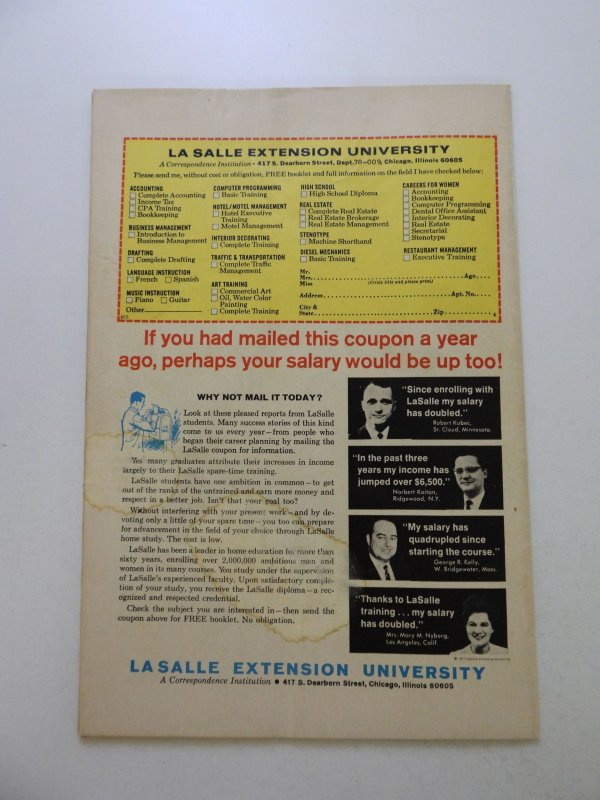 LA SALLE EXTENSION UNIVERSITY
A Correspondence Institution • 417 S. Dearborn Street, Dept. 78-009, Chicago, Illinois 60605
Please send me, without cost or obligation, FREE booklet and full information on the field I have checked below:
ACCOUNTING
Complete Accounting
Income Tax
CPA Training
Bookkeeping
BUSINESS MANAGEMENT
Introduction to
Business Management
DRAFTING
Complete Drafting
LANGUAGE INSTRUCTION
French Spanish
MUSIC INSTRUCTION
Piano Guitar
Other
COMPUTER PROGRAMMING
Basic Training
HOTEL/MOTEL MANAGEMENT
Hotel Executive
Training
Motel Management
INTERIOR DECORATING
Complete Training
TRAFFIC & TRANSPORTATION
Complete Traffic
Management
ART TRAINING
Commercial Art
Oil, Water Color
Painting
Complete Training
HIGH SCHOOL
High School Diploma
REAL ESTATE
Complete Real Estate
Real Estate Brokerage
Real Estate Management
STENOTYPE
Machine Shorthand
DIESEL MECHANICS
Basic Training
CAREERS FOR WOMEN
Accounting
Bookkeeping
Computer Programming
Dental Office Assistant
Interior Decorating
Real Estate
Secretarial
Stenotype
RESTAURANT MANAGEMENT
Executive Training
Mr.
Mrs. Age
Miss (Circle title and please print)
Address Apt. No.
City &
State Zip
If you had mailed this coupon a year
ago, perhaps your salary would be up too!
WHY NOT MAIL IT TODAY?
Look at these pleased reports from LaSalle
students. Many success stories of this kind
come to us every year—from people who
began their career planning by mailing the
LaSalle coupon for information.
Yes many graduates attribute their increases in income
largely to their LaSalle spare-time training.
LaSalle students have one ambition in common—to get
out of the ranks of the untrained and earn more money and
respect in a better job. Isn't that your goal too?
Without interfering with your present work—and by de-
voting only a little of your spare time—you too can prepare
for advancement in the field of your choice through LaSalle
home study. The cost is low.
LaSalle has been a leader in home education for more than
sixty years, enrolling over 2,000,000 ambitious men and
women in its many courses. You study under the supervision
of LaSalle's experienced faculty. Upon satisfactory comple-
tion of your study, you receive the LaSalle diploma—a rec-
ognized and respected credential.
Check the subject you are interested in—then send the
coupon above for FREE booklet. No obligation.
"Since enrolling with
LaSalle my salary
has doubled."
Robert Kubec,
St. Cloud, Minnesota
"In the past three
years my income has
jumped over $6,500."
Norbert Kaiton,
Ridgewood, N.Y.
"My salary has
quadrupled since
starting the course."
George R. Kelly,
W. Bridgewater, Mass.
"Thanks to LaSalle
training . . . my salary
has doubled."
Mrs. Mary M. Nyberg,
Los Angeles, Calif.
LA SALLE EXTENSION UNIVERSITY
A Correspondence Institution • 417 S. Dearborn Street, Chicago, Illinois 60605